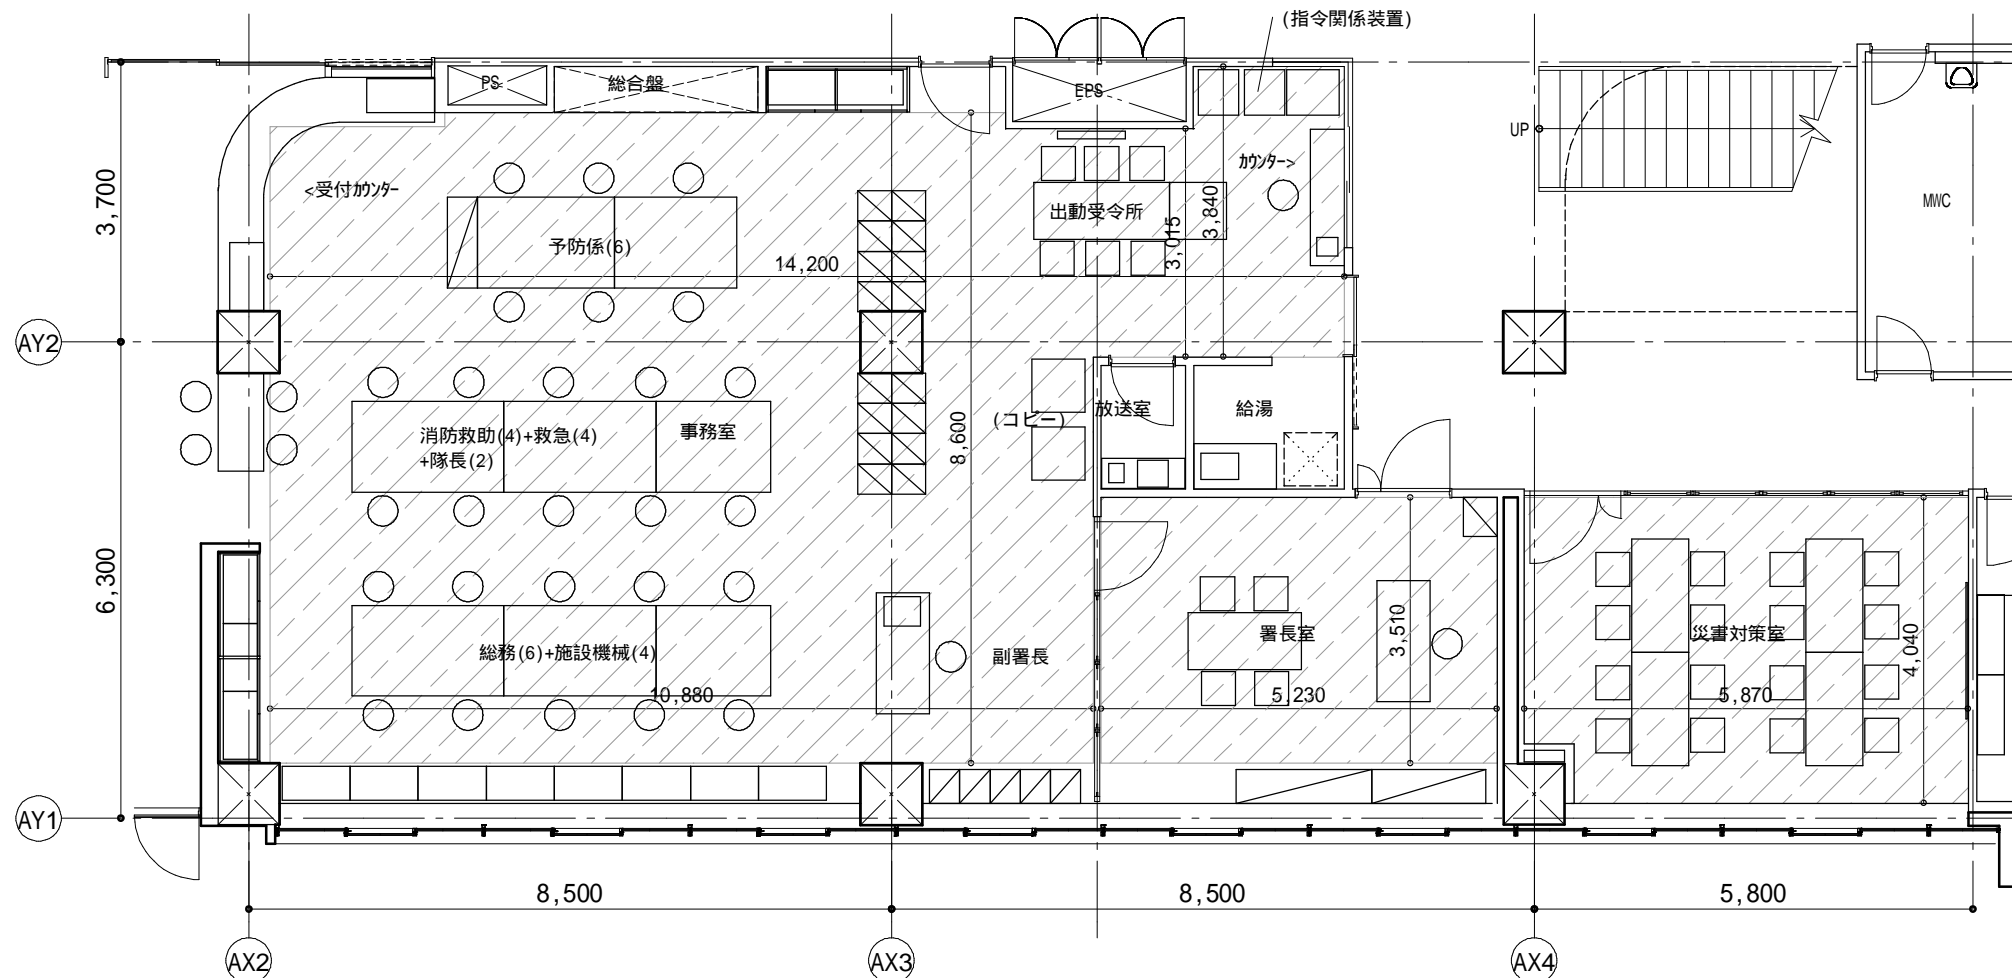 (指令関係装置)
PS
総合盤
EPS
UP
<受付カウンター
カウンター>
3,700
MWC
出動受令所
3,015
3,840
予防係(6)
14,200
AY2
(コピー)
放送室
給湯
消防救助(4)+救急(4)
+隊長(2)
事務室
8,600
6,300
総務(6)+施設機械(4)
副署長
署長室
3,510
災害対策室
4,040
10,880
5,230
5,870
AY1
8,500
8,500
5,800
AX2
AX3
AX4